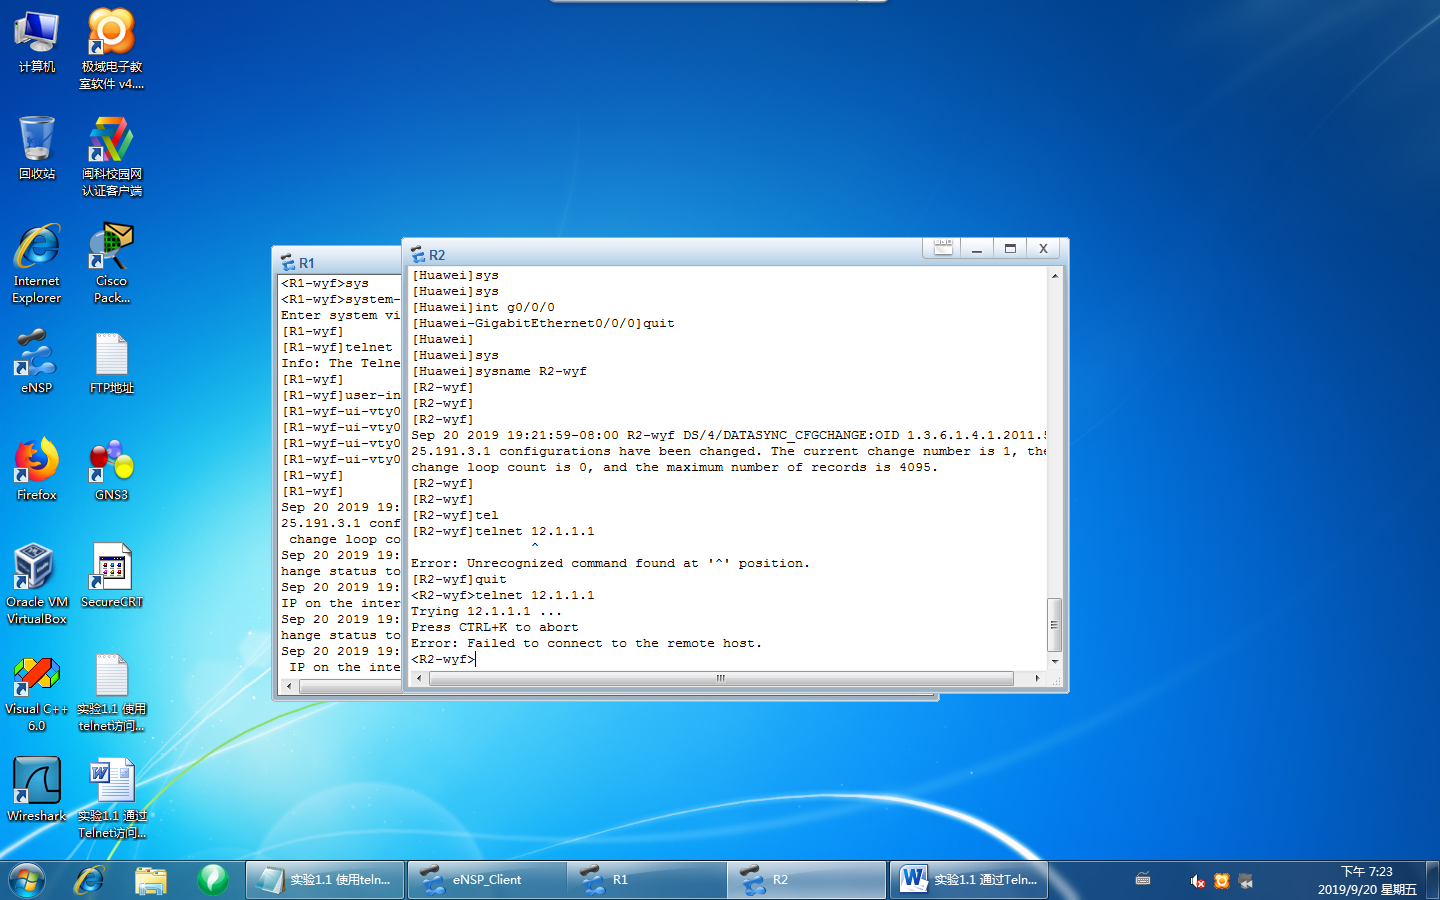 计算机
极域电子教
室软件 v4....
回收站
闽科校园网
认证客户端
Internet
Explorer
Cisco
Pack...
eNSP
FTP地址
Firefox
GNS3
Oracle VM
VirtualBox
SecureCRT
Visual C++
6.0
实验1.1 使用
telnet访问...
Wireshark
实验1.1 通过
Telnet访问...
R1
<R1-wyf>sys
<R1-wyf>system-
Enter system vi
[R1-wyf]
[R1-wyf]telnet
Info: The Telne
[R1-wyf]
[R1-wyf]user-in
[R1-wyf-ui-vty0
[R1-wyf-ui-vty0
[R1-wyf-ui-vty0
[R1-wyf-ui-vty0
[R1-wyf]
[R1-wyf]
Sep 20 2019 19:
25.191.3.1 conf
change loop co
Sep 20 2019 19:
hange status to
Sep 20 2019 19:
IP on the inter
Sep 20 2019 19:
hange status to
Sep 20 2019 19:
IP on the inte
R2
[Huawei]sys
[Huawei]sys
[Huawei]int g0/0/0
[Huawei-GigabitEthernet0/0/0]quit
[Huawei]
[Huawei]sys
[Huawei]sysname R2-wyf
[R2-wyf]
[R2-wyf]
[R2-wyf]
Sep 20 2019 19:21:59-08:00 R2-wyf DS/4/DATASYNC_CFGCHANGE:OID 1.3.6.1.4.1.2011.5
25.191.3.1 configurations have been changed. The current change number is 1, the
change loop count is 0, and the maximum number of records is 4095.
[R2-wyf]
[R2-wyf]
[R2-wyf]tel
[R2-wyf]telnet 12.1.1.1
^
Error: Unrecognized command found at '^' position.
[R2-wyf]quit
<R2-wyf>telnet 12.1.1.1
Trying 12.1.1.1 ...
Press CTRL+K to abort
Error: Failed to connect to the remote host.
<R2-wyf>
实验1.1 使用teln...
eNSP_Client
R1
R2
实验1.1 通过Teln...
下午 7:23
2019/9/20 星期五